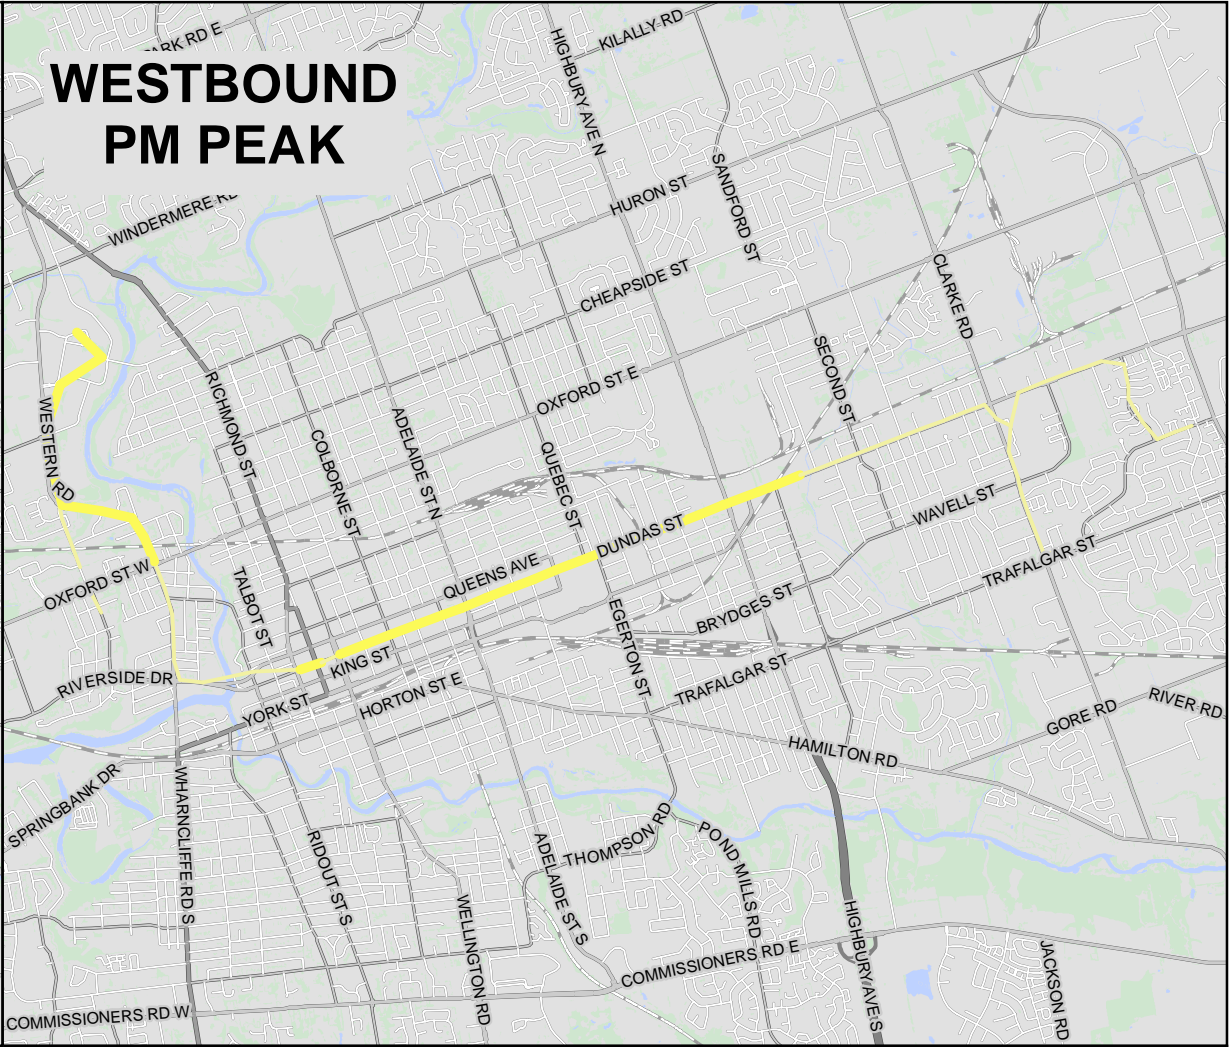 ARK RD E
WESTBOUND
PM PEAK
KILALLY RD
HIGHBURY AVE N
SANDFORD ST
HURON ST
WINDERMERE RD
CHEAPSIDE ST
CLARKE RD
SECOND ST
OXFORD ST E
RICHMOND ST
WESTERN RD
ADELAIDE ST N
COLBORNE ST
QUEBEC ST
WAVELL ST
DUNDAS ST
TRAFALGAR ST
QUEENS AVE
OXFORD ST W
TALBOT ST
BRYDGES ST
EGERTON ST
KING ST
RIVERSIDE DR
TRAFALGAR ST
HORTON ST E
YORK ST
RIVER RD
GORE RD
HAMILTON RD
SPRINGBANK DR
WHARNCLIFFE RD S
THOMPSON RD
POND MILLS RD
RIDOUT ST S
ADELAIDE ST S
WELLINGTON RD
HIGHBURY AVE S
COMMISSIONERS RD E
JACKSON RD
COMMISSIONERS RD W